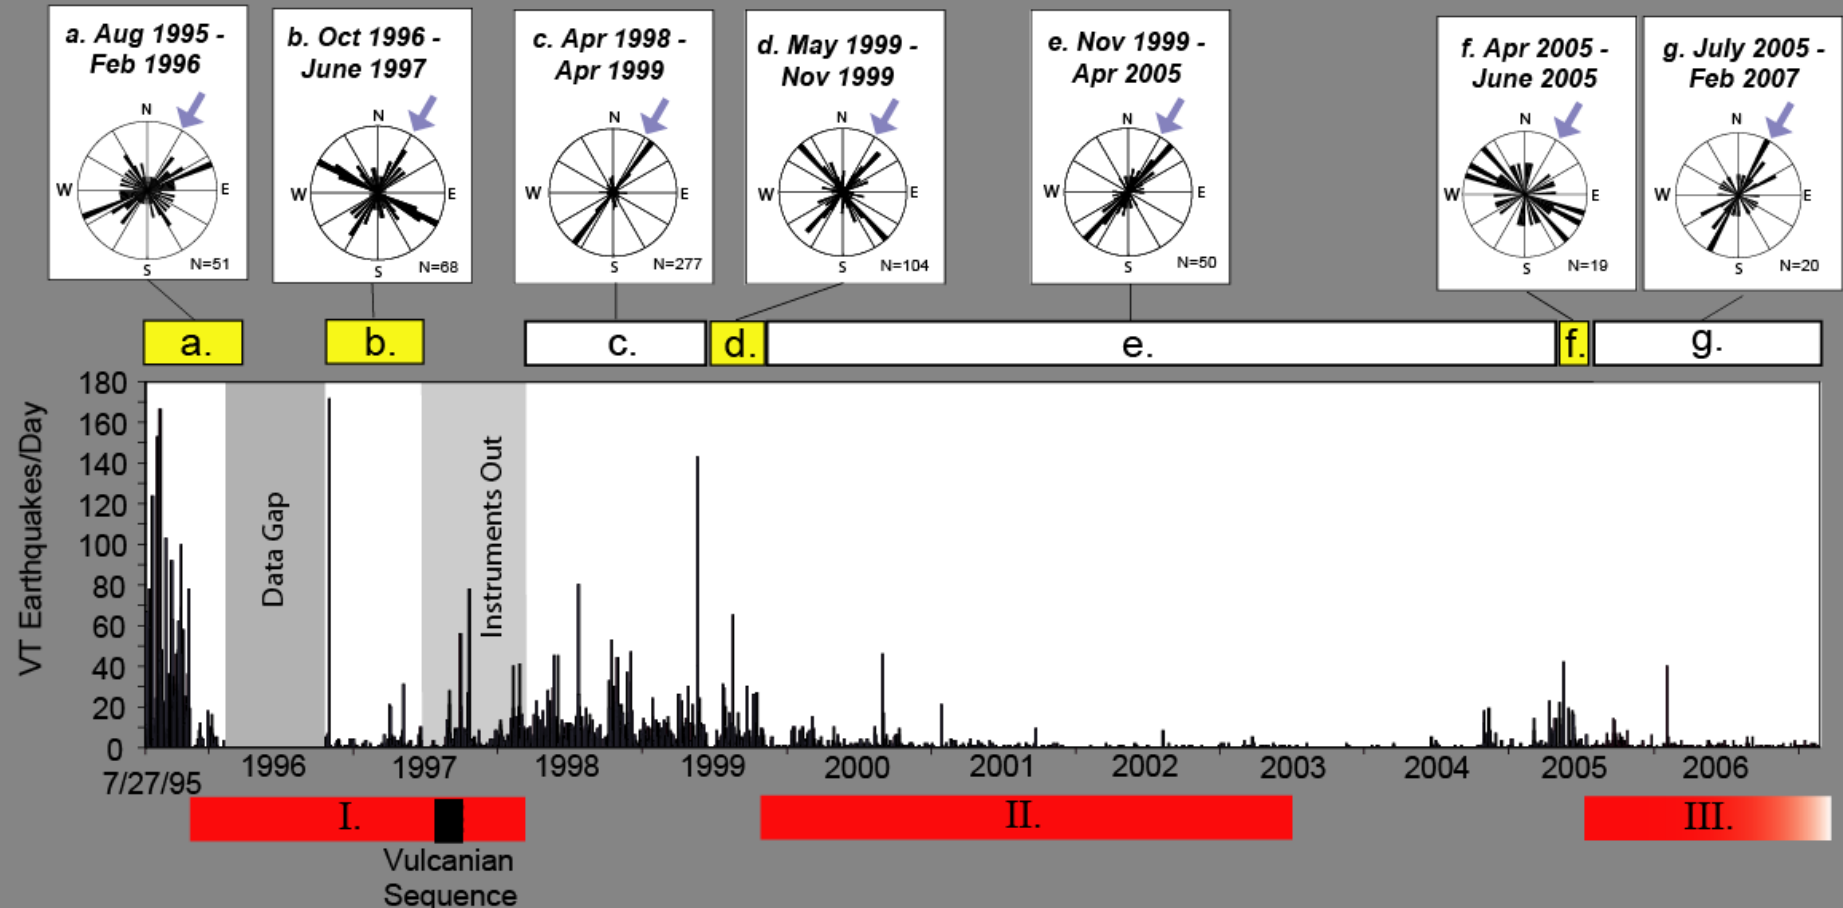 a. Aug 1995 -
Feb 1996
N
W
E
S
N=51
b. Oct 1996 -
June 1997
N
W
E
S
N=68
c. Apr 1998 -
Apr 1999
N
W
E
S
N=277
d. May 1999 -
Nov 1999
N
W
E
S
N=104
e. Nov 1999 -
Apr 2005
N
W
E
S
N=50
f. Apr 2005 -
June 2005
N
W
E
S
N=19
g. July 2005 -
Feb 2007
N
W
E
S
N=20
a.
b.
c.
d.
e.
f.
g.
VT Earthquakes/Day
180
160
140
120
100
80
60
40
20
0
Data Gap
Instruments Out
7/27/95
1996
1997
1998
1999
2000
2001
2002
2003
2004
2005
2006
I.
II.
III.
Vulcanian
Sequence